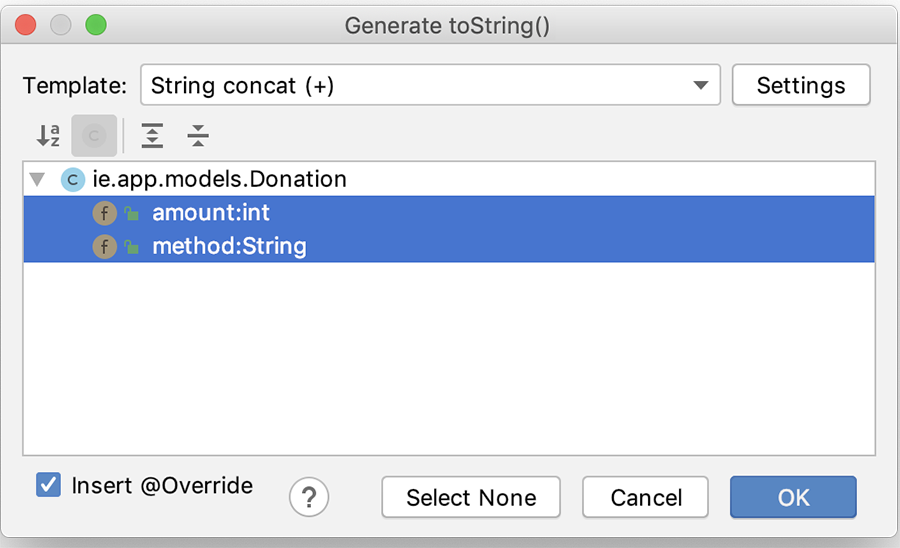 Generate toString()
Template: String concat (+) Settings
C
C ie.app.models.Donation
f amount:int
f method:String
Insert @Override ? Select None Cancel OK